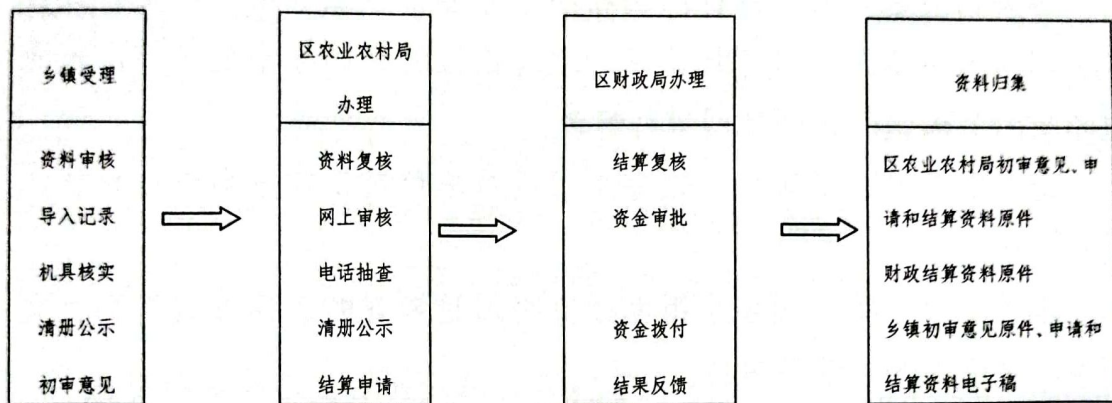 乡镇受理
资料审核
导入记录
机具核实
清册公示
初审意见
区农业农村局
办理
资料复核
网上审核
电话抽查
清册公示
结算申请
区财政局办理
结算复核
资金审批
资金拨付
结果反馈
资料归集
区农业农村局初审意见、申
请和结算资料原件
财政结算资料原件
乡镇初审意见原件、申请和
结算资料电子稿